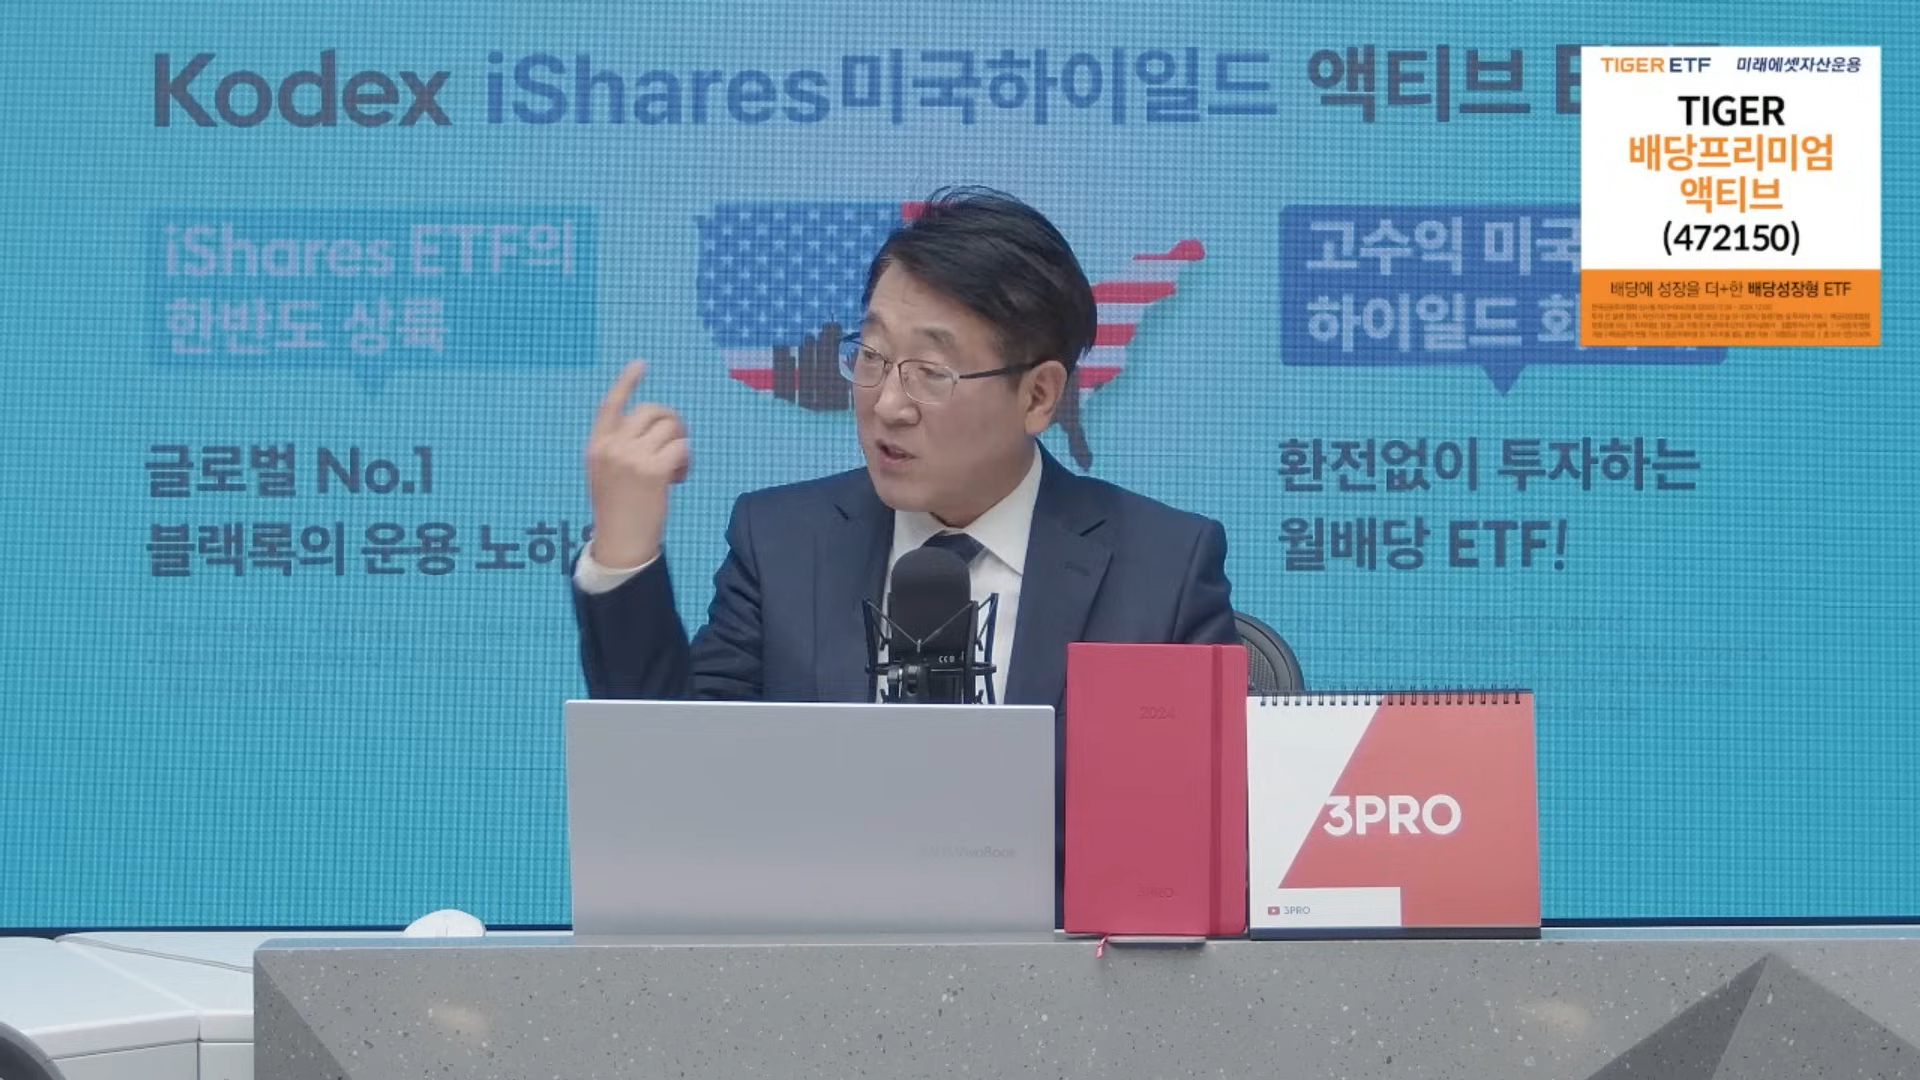 Kodex iShares미국하이일드 액티브
TIGER ETF 미래에셋자산운용
TIGER
배당프리미엄
액티브
(472150)
배당에 성장을 더+한 배당성장형 ETF
iShares ETF의
한반도 상륙
고수익 미국
하이일드
글로벌 No.1
블랙록의 운용
환전없이 투자하는
월배당 ETF!
2024
3PRO
VivoBook
3PRO
3PRO